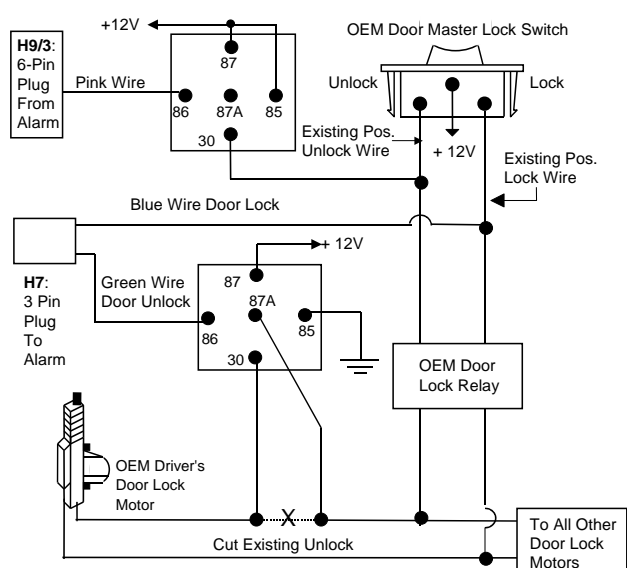 +12V
OEM Door Master Lock Switch
H9/3:
6-Pin
Plug
From
Alarm
Pink Wire
87
86
87A
85
30
Unlock
Lock
Existing Pos.
Unlock Wire
+ 12V
Existing Pos.
Lock Wire
Blue Wire Door Lock
+ 12V
H7:
3 Pin
Plug
To
Alarm
Green Wire
Door Unlock
87
87A
86
85
30
OEM Door
Lock Relay
OEM Driver's
Door Lock
Motor
X
Cut Existing Unlock
To All Other
Door Lock
Motors